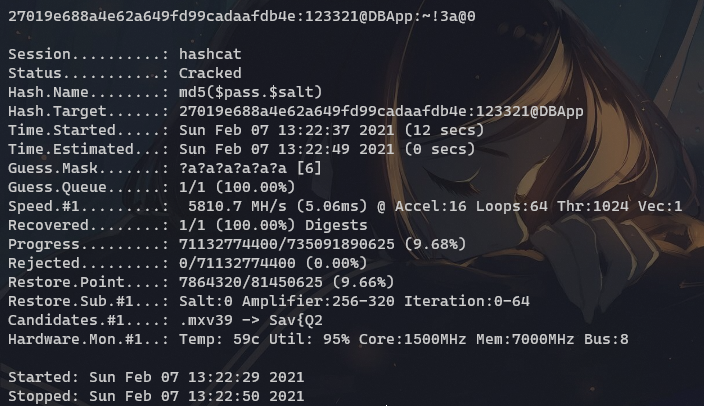 27019e688a4e62a649fd99cadaafdb4e:123321@DBApp:~!3a@0
Session..........: hashcat
Status...........: Cracked
Hash.Name........: md5($pass.$salt)
Hash.Target......: 27019e688a4e62a649fd99cadaafdb4e:123321@DBApp
Time.Started.....: Sun Feb 07 13:22:37 2021 (12 secs)
Time.Estimated...: Sun Feb 07 13:22:49 2021 (0 secs)
Guess.Mask.......: ?a?a?a?a?a?a [6]
Guess.Queue......: 1/1 (100.00%)
Speed.#1.........:  5810.7 MH/s (5.06ms) @ Accel:16 Loops:64 Thr:1024 Vec:1
Recovered........: 1/1 (100.00%) Digests
Progress.........: 71132774400/735091890625 (9.68%)
Rejected.........: 0/71132774400 (0.00%)
Restore.Point....: 7864320/81450625 (9.66%)
Restore.Sub.#1...: Salt:0 Amplifier:256-320 Iteration:0-64
Candidates.#1....: .mxv39 -> Sav{Q2
Hardware.Mon.#1..: Temp: 59c Util: 95% Core:1500MHz Mem:7000MHz Bus:8
Started: Sun Feb 07 13:22:29 2021
Stopped: Sun Feb 07 13:22:50 2021